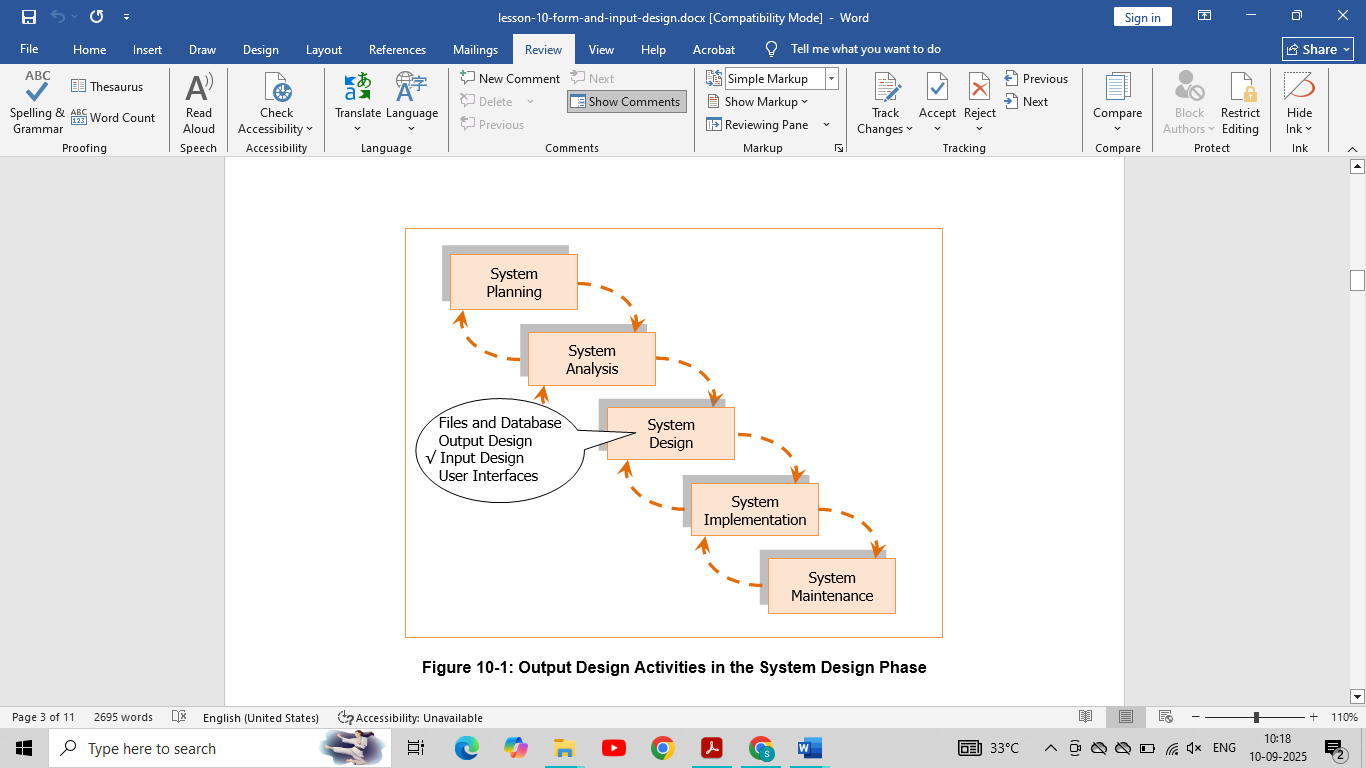 lesson-10-form-and-input-design.docx [Compatibility Mode] - Word
Sign in
File Home Insert Draw Design Layout References Mailings Review View Help Acrobat Tell me what you want to do
Share
ABC
Spelling &
Grammar
Thesaurus
ABC
123
Word Count
Proofing
Read
Aloud
Speech
Check
Accessibility
Accessibility
Translate
Language
Language
New Comment
Delete
Previous
Next
Show Comments
Comments
Simple Markup
Show Markup
Reviewing Pane
Markup
Track
Changes
Accept
Reject
Previous
Next
Tracking
Compare
Compare
Block
Authors
Restrict
Editing
Protect
Hide
Ink
Ink
System
Planning
System
Analysis
Files and Database
Output Design
√ Input Design
User Interfaces
System
Design
System
Implementation
System
Maintenance
Figure 10-1: Output Design Activities in the System Design Phase
Page 3 of 11 2695 words English (United States) Accessibility: Unavailable
110%
Type here to search
33°C
ENG
10:18
10-09-2025
2